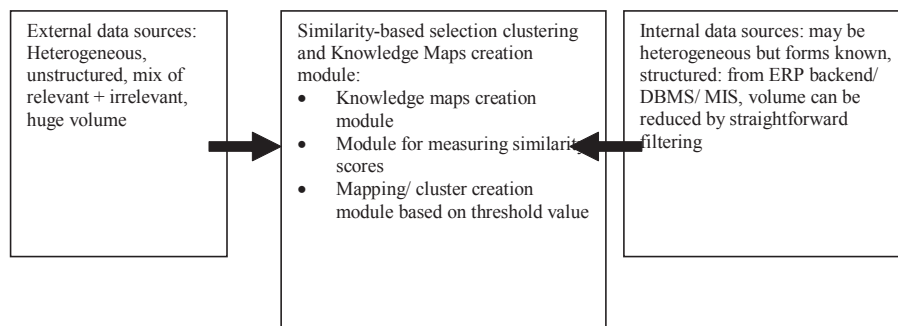 External data sources:
Heterogeneous,
unstructured, mix of
relevant + irrelevant,
huge volume
Similarity-based selection clustering
and Knowledge Maps creation
module:
• Knowledge maps creation
module
• Module for measuring similarity
scores
• Mapping/ cluster creation
module based on threshold value
Internal data sources: may be
heterogeneous but forms known,
structured: from ERP backend/
DBMS/ MIS, volume can be
reduced by straightforward
filtering